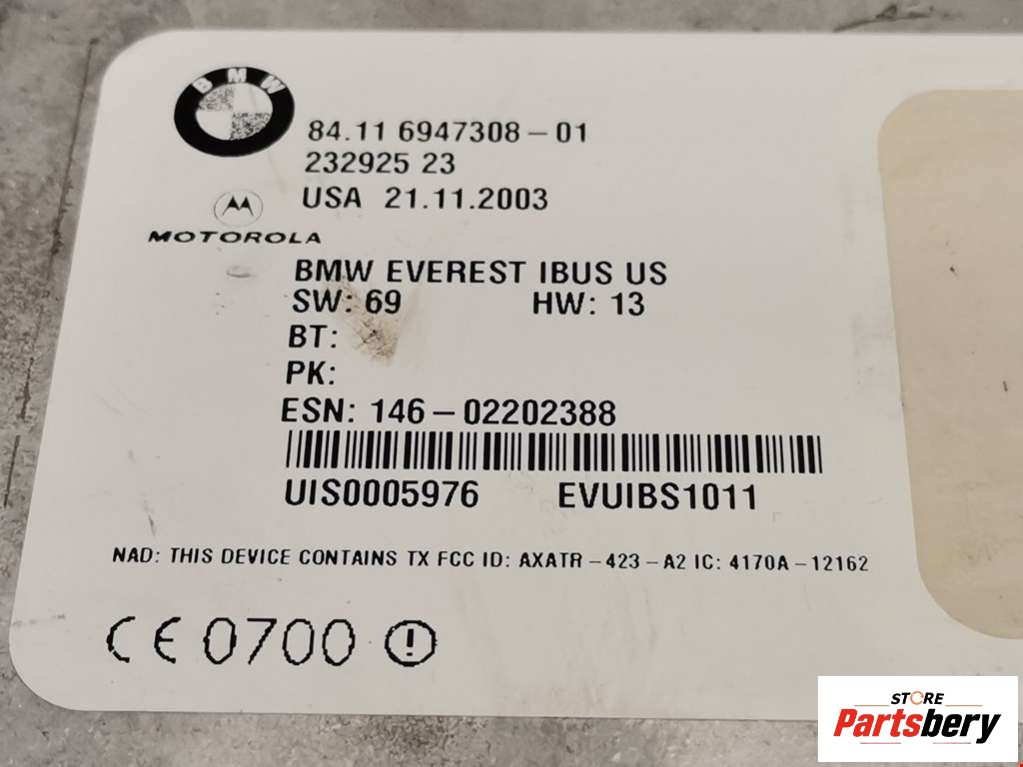 BMW
84.11 6947308-01
232925 23
USA 21.11.2003
MOTOROLA
BMW EVEREST IBUS US
SW: 69 HW: 13
BT:
PK:
ESN: 146-02202388
UIS0005976 EVUIBS1011
NAD: THIS DEVICE CONTAINS TX FCC ID: AXATR-423-A2 IC: 4170A-12162
CE 0700 !
STORE
Partsbery